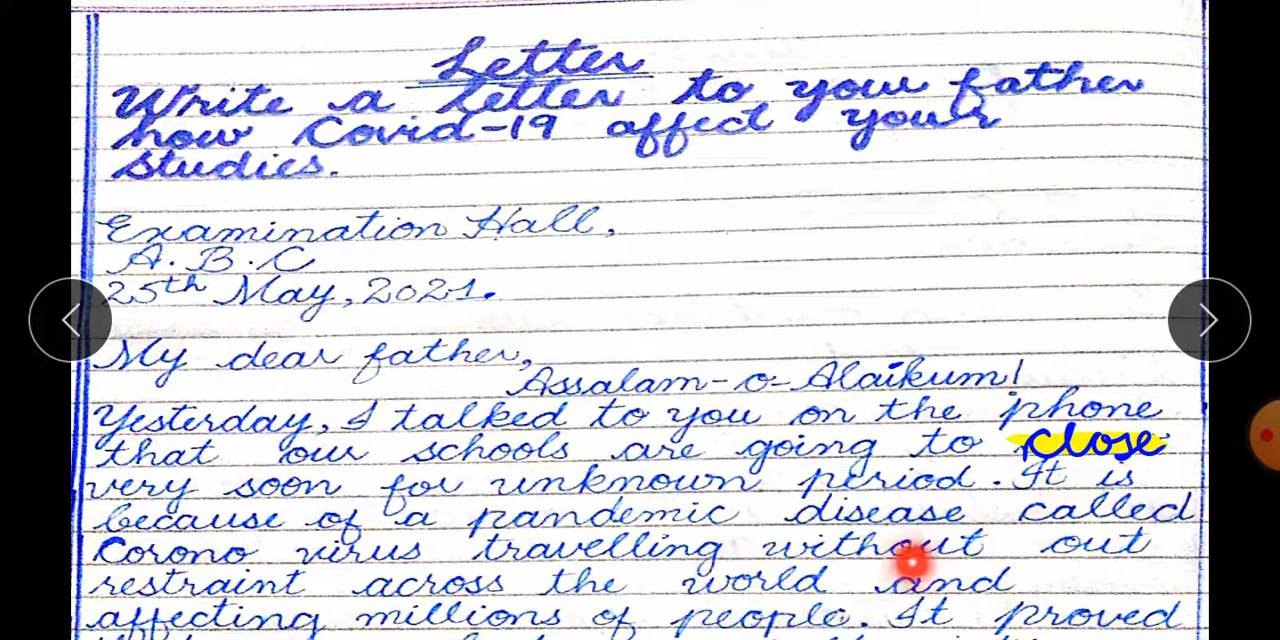 Letter
Write a letter to your father
how Covid-19 affect your
studies.
Examination Hall,
A.B.C
25th May, 2021.
My dear father,
Assalam-o-Alaikum!
Yesterday, I talked to you on the phone
that our schools are going to close
very soon for unknown period. It is
because of a pandemic disease called
Corono virus travelling without out
restraint across the world and
affecting millions of people. It proved